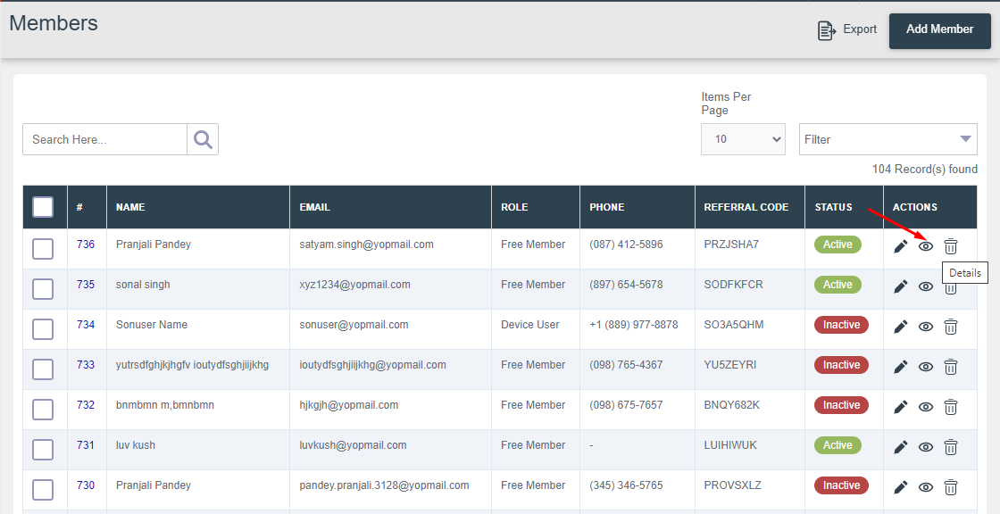 Members
Export
Add Member
Items Per
Page
Search Here...
10
Filter
104 Record(s) found
# NAME EMAIL ROLE PHONE REFERRAL CODE STATUS ACTIONS
736 Pranjali Pandey satyam.singh@yopmail.com Free Member (087) 412-5896 PRZJSHA7 Active
Details
735 sonal singh xyz1234@yopmail.com Free Member (897) 654-5678 SODFKFCR Active
734 Sonuser Name sonuser@yopmail.com Device User +1 (889) 977-8878 SO3A5QHM Inactive
733 yutrsdfghjkjhgfv ioutydfsghjiijkhg ioutydfsghjiijkhg@yopmail.com Free Member (098) 765-4367 YU5ZEYRI Inactive
732 bnmbmn m,bmnbmn hjkgjh@yopmail.com Free Member (098) 675-7657 BNQY682K Inactive
731 luv kush luvkush@yopmail.com Free Member - LUIHIWUK Active
730 Pranjali Pandey pandey.pranjali.3128@yopmail.com Free Member (345) 346-5765 PROVSXLZ Inactive